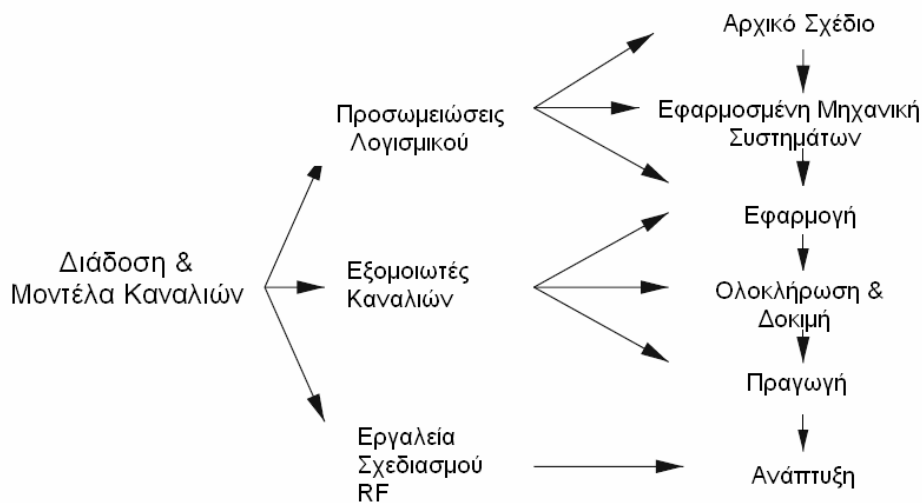 Διάδοση &
Μοντέλα Καναλιών
Προσωμειώσεις
Λογισμικού
Εξομοιωτές
Καναλιών
Εργαλεία
Σχεδιασμού
RF
Αρχικό Σχέδιο
Εφαρμοσμένη Μηχανική
Συστημάτων
Εφαρμογή
Ολοκλήρωση &
Δοκιμή
Πραγωγή
Ανάπτυξη